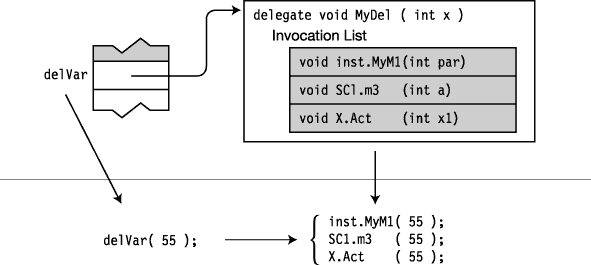 delegate void MyDel ( int x )
Invocation List
void inst.MyM1(int par)
delVar
void SCl.m3 (int a)
void X.Act (int x1)
inst.MyM1( 55 );
delVar( 55 );
SCl.m3 ( 55 );
X.Act ( 55 );